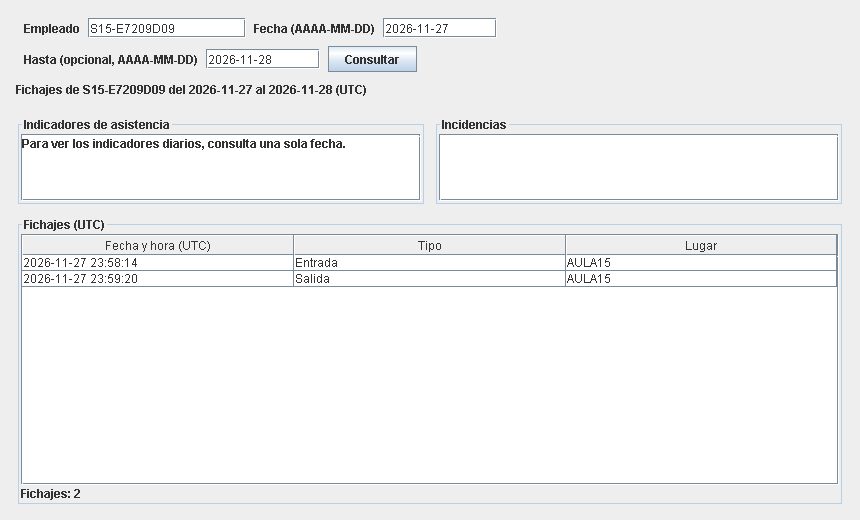 Empleado S15-E7209D09 Fecha (AAAA-MM-DD) 2026-11-27
Hasta (opcional, AAAA-MM-DD) 2026-11-28 Consultar
Fichajes de S15-E7209D09 del 2026-11-27 al 2026-11-28 (UTC)
Indicadores de asistencia
Para ver los indicadores diarios, consulta una sola fecha.
Incidencias
Fichajes (UTC)
Fecha y hora (UTC) Tipo Lugar
2026-11-27 23:58:14 Entrada AULA15
2026-11-27 23:59:20 Salida AULA15
Fichajes: 2